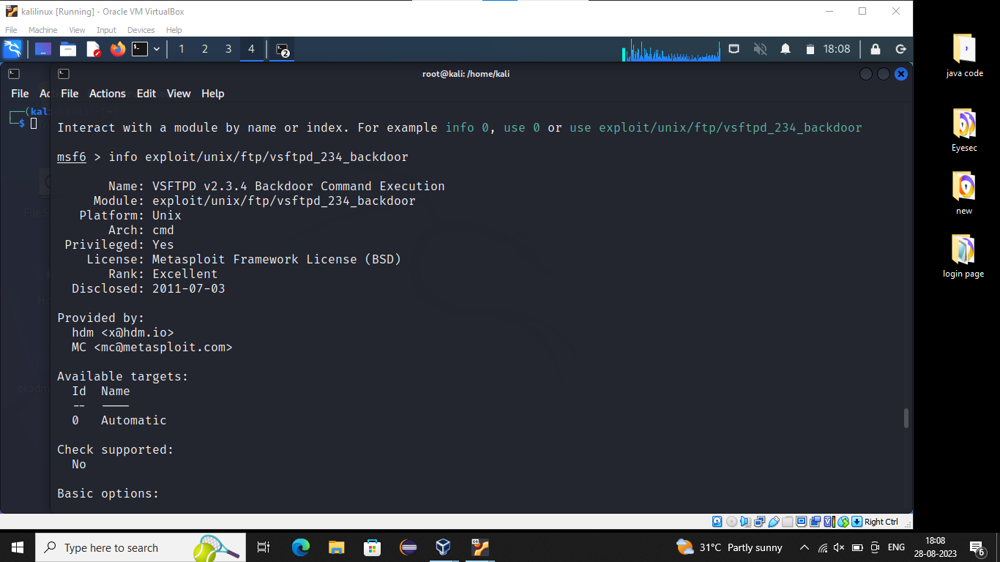 kalilinux [Running] - Oracle VM VirtualBox
File Machine View Input Devices Help
1 2 3 4 2 18:08
root@kali: /home/kali
File File Actions Edit View Help
(kal
$
Interact with a module by name or index. For example info 0, use 0 or use exploit/unix/ftp/vsftpd_234_backdoor
msf6 > info exploit/unix/ftp/vsftpd_234_backdoor
Name: VSFTPD v2.3.4 Backdoor Command Execution
Module: exploit/unix/ftp/vsftpd_234_backdoor
Platform: Unix
Arch: cmd
Privileged: Yes
License: Metasploit Framework License (BSD)
Rank: Excellent
Disclosed: 2011-07-03
Provided by:
hdm <x@hdm.io>
MC <mc@metasploit.com>
Available targets:
Id Name
-- ----
0 Automatic
Check supported:
No
Basic options:
java code
Eyesec
new
login page
Right Ctrl
Type here to search
31°C Partly sunny
ENG
18:08
28-08-2023
6